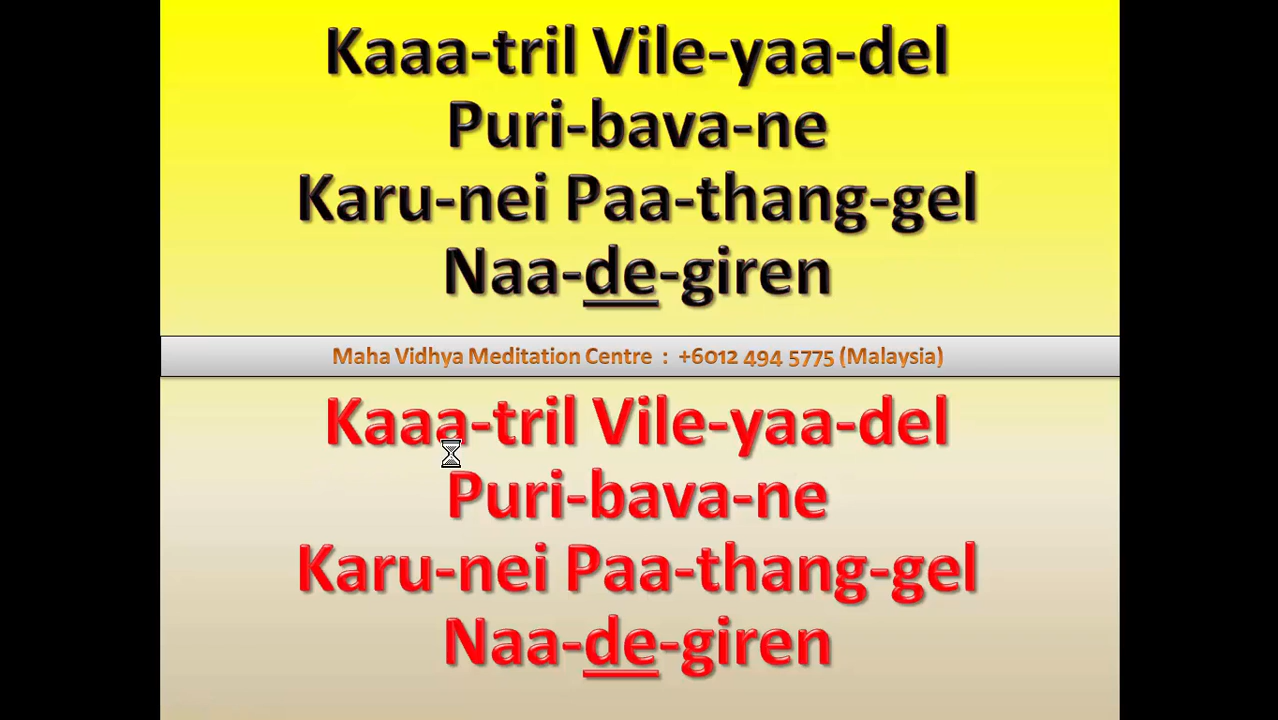 Kaaa-tril Vile-yaa-del
Puri-bava-ne
Karu-nei Paa-thang-gel
Naa-de-giren
Maha Vidhya Meditation Centre : +6012 494 5775 (Malaysia)
Kaaa-tril Vile-yaa-del
Puri-bava-ne
Karu-nei Paa-thang-gel
Naa-de-giren